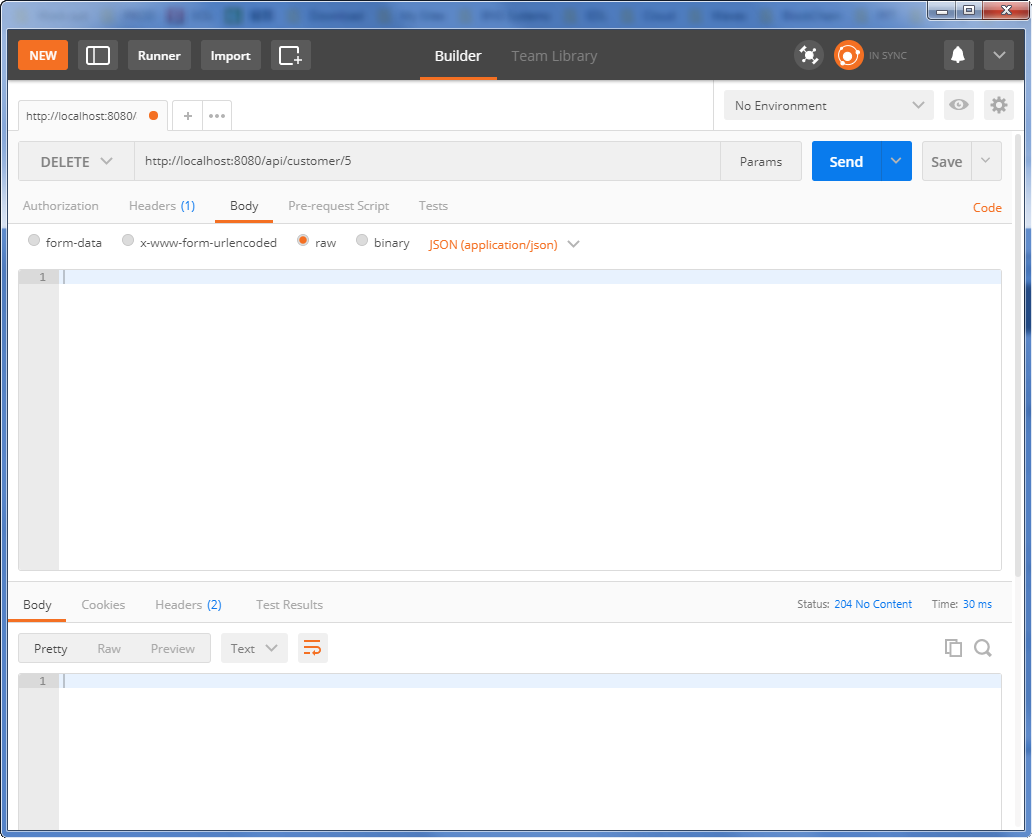 NEW Runner Import Builder Team Library IN SYNC
http://localhost:8080/ + ••• No Environment
DELETE http://localhost:8080/api/customer/5 Params Send Save
Authorization Headers (1) Body Pre-request Script Tests Code
form-data x-www-form-urlencoded raw binary JSON (application/json)
1
Body Cookies Headers (2) Test Results Status: 204 No Content Time: 30 ms
Pretty Raw Preview Text
1